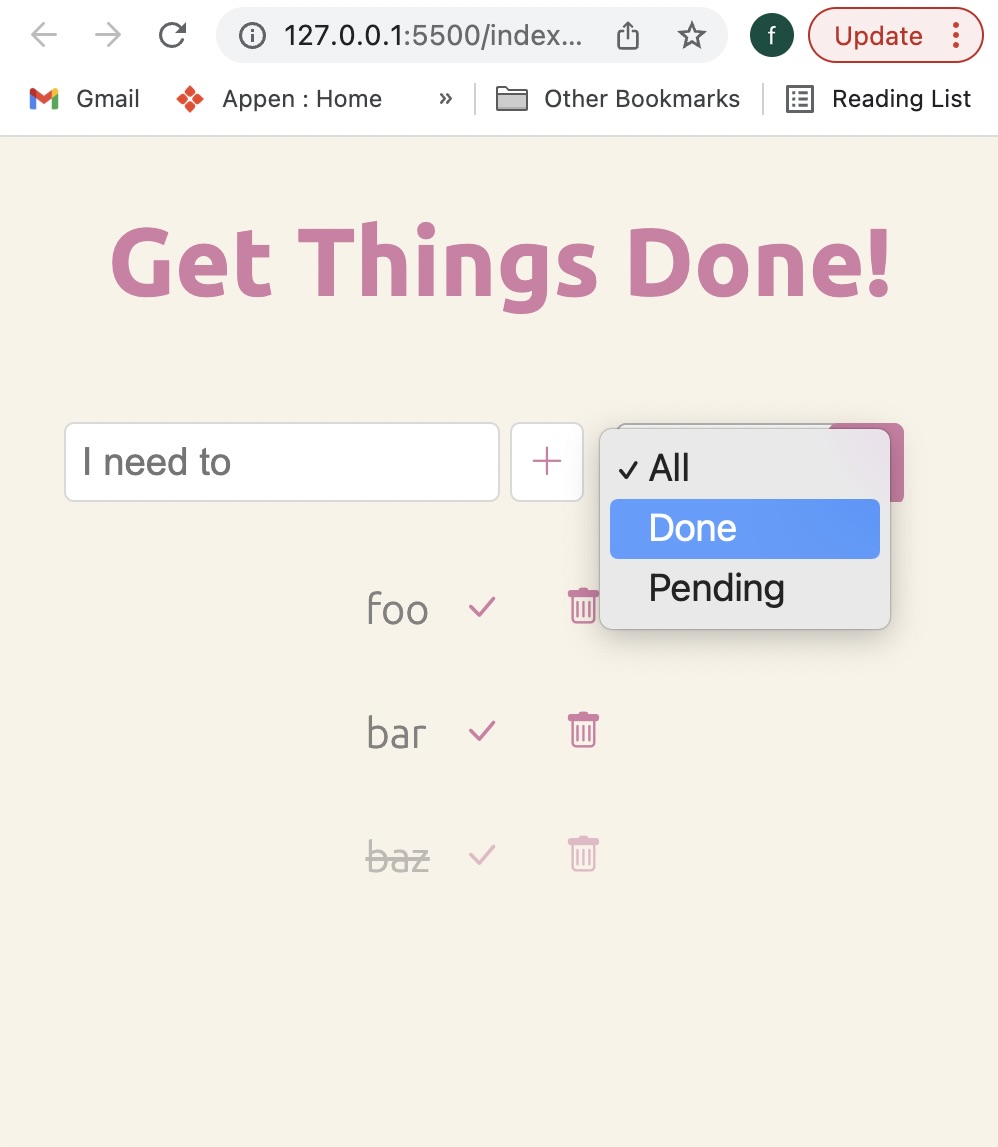 127.0.0.1:5500/index... f Update
Gmail Appen : Home » Other Bookmarks Reading List
Get Things Done!
I need to
All
Done
Pending
foo
bar
baz